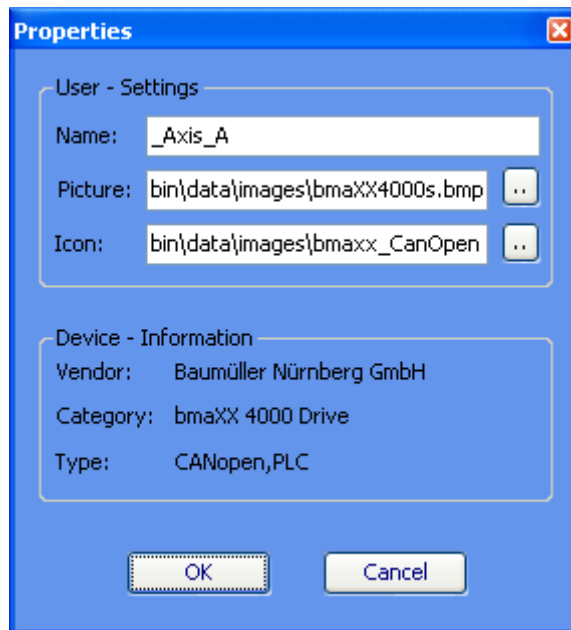 Properties
User - Settings
Name: _Axis_A
Picture: bin\data\images\bmaXX4000s.bmp ..
Icon: bin\data\images\bmaxx_CanOpen ..
Device - Information
Vendor: Baumüller Nürnberg GmbH
Category: bmaXX 4000 Drive
Type: CANopen,PLC
OK Cancel